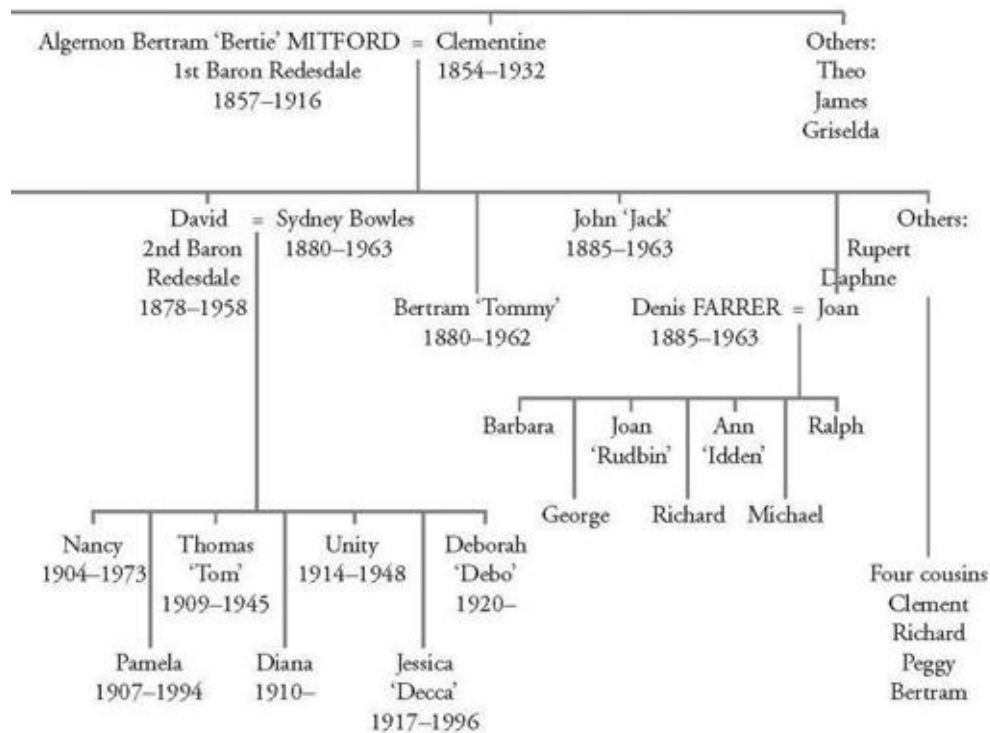 Algernon Bertram ‘Bertie’ MITFORD = Clementine
1st Baron Redesdale
1857–1916
1854–1932
Others:
Theo
James
Griselda
David = Sydney Bowles
2nd Baron
Redesdale
1878–1958
1880–1963
Bertram ‘Tommy’
1880–1962
John ‘Jack’
1885–1963
Denis FARRER = Joan
1885–1963
Others:
Rupert
Daphne
Barbara
George
Joan
‘Rudbin’
Richard
Ann
‘Idden’
Michael
Ralph
Nancy
1904–1973
Pamela
1907–1994
Thomas
‘Tom’
1909–1945
Diana
1910–
Unity
1914–1948
Jessica
‘Decca’
1917–1996
Deborah
‘Debo’
1920–
Four cousins
Clement
Richard
Peggy
Bertram